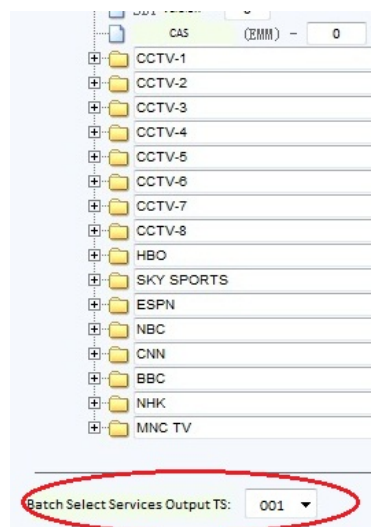 CAS (EMM) - 0
CCTV-1
CCTV-2
CCTV-3
CCTV-4
CCTV-5
CCTV-6
CCTV-7
CCTV-8
HBO
SKY SPORTS
ESPN
NBC
CNN
BBC
NHK
MNC TV
Batch Select Services Output TS: 001